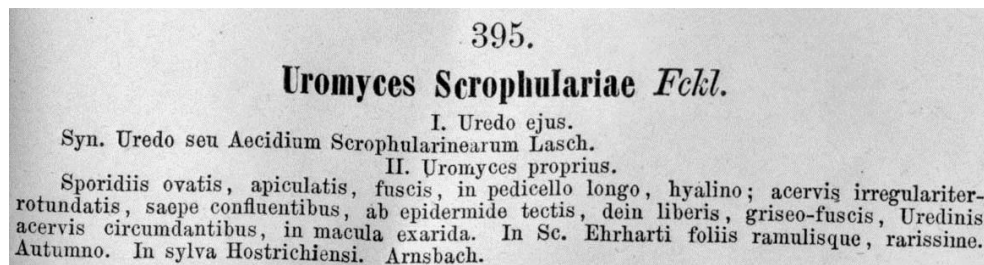 395.
Uromyces Scrophulariae Fckl.
I. Uredo ejus.
Syn. Uredo seu Aecidium Scrophularinearum Lasch.
II. Uromyces proprius.
Sporidiis ovatis, apiculatis, fuscis, in pedicello longo, hyalino; acervis irregulariter-
rotundatis, saepe confluentibus, ab epidermide tectis, dein liberis, griseo-fuscis, Uredinis
acervis circumdantibus, in macula exarida. In Sc. Ehrharti foliis ramulisque, rarissime.
Autumno. In sylva Hostrichiensi. Arnsbach.